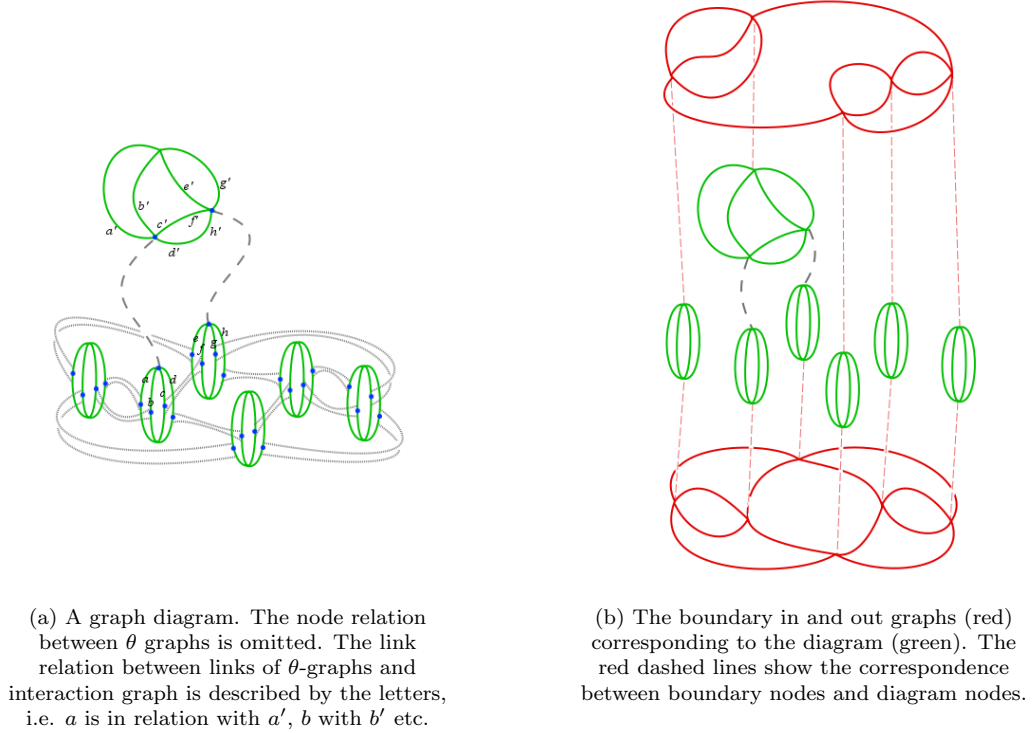 g'
e'
b'
f'
c'
a'
h'
d'
e h
f g
a d
c
b
(a) A graph diagram. The node relation
between θ graphs is omitted. The link
relation between links of θ-graphs and
interaction graph is described by the letters,
i.e. a is in relation with a′, b with b′ etc.
(b) The boundary in and out graphs (red)
corresponding to the diagram (green). The
red dashed lines show the correspondence
between boundary nodes and diagram nodes.